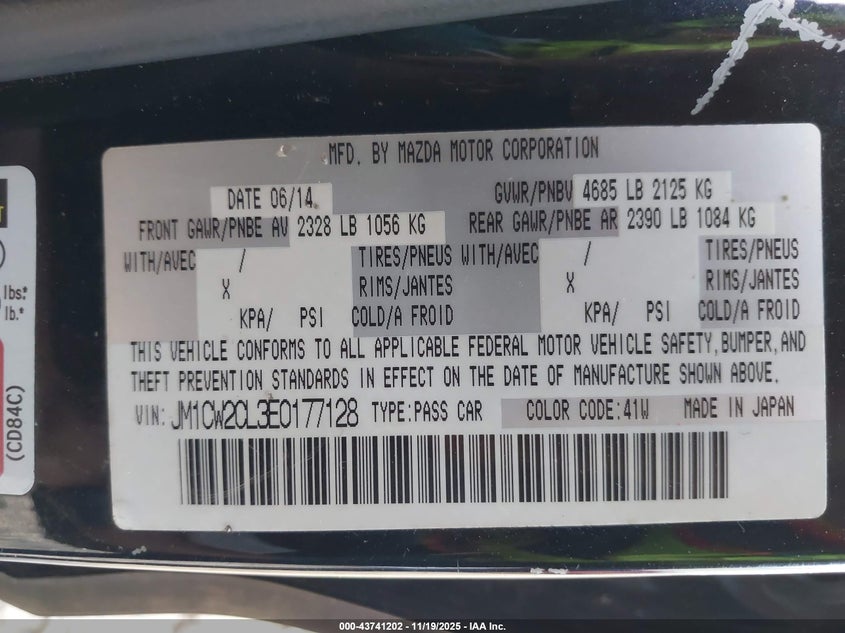 MFD. BY MAZDA MOTOR CORPORATION
DATE 06/14
GVWR/PNBV 4685 LB 2125 KG
FRONT GAWR/PNBE AV 2328 LB 1056 KG
REAR GAWR/PNBE AR 2390 LB 1084 KG
WITH/AVEC / TIRES/PNEUS WITH/AVEC / TIRES/PNEUS
X RIMS/JANTES X RIMS/JANTES
KPA/ PSI COLD/A FROID KPA/ PSI COLD/A FROID
THIS VEHICLE CONFORMS TO ALL APPLICABLE FEDERAL MOTOR VEHICLE SAFETY,BUMPER,AND
THEFT PREVENTION STANDARDS IN EFFECT ON THE DATE OF MANUFACTURE SHOWN ABOVE.
VIN: JM1CW2CL3E0177128 TYPE:PASS CAR COLOR CODE:41W MADE IN JAPAN
lbs.*
lb.*
(CD84C)
000-43741202 - 11/19/2025 - IAA Inc.